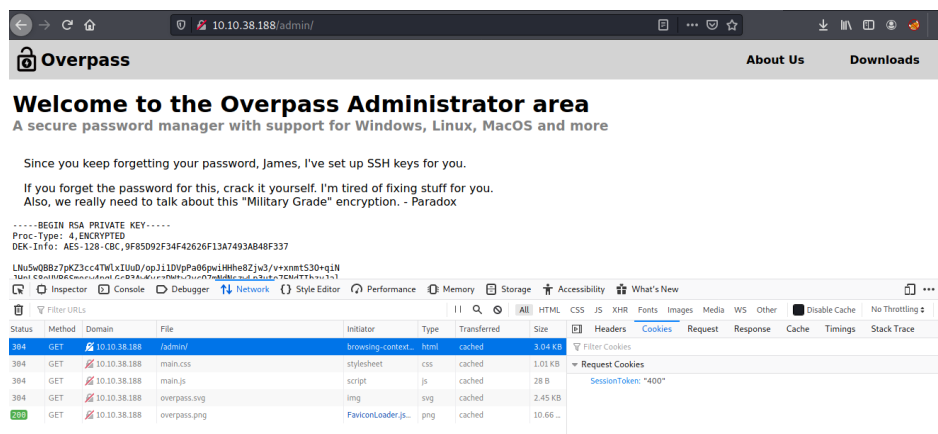 10.10.38.188/admin/
Overpass
About Us
Downloads
Welcome to the Overpass Administrator area
A secure password manager with support for Windows, Linux, MacOS and more
Since you keep forgetting your password, James, I've set up SSH keys for you.
If you forget the password for this, crack it yourself. I'm tired of fixing stuff for you.
Also, we really need to talk about this "Military Grade" encryption. - Paradox
-----BEGIN RSA PRIVATE KEY-----
Proc-Type: 4,ENCRYPTED
DEK-Info: AES-128-CBC,9F85D92F34F42626F13A7493AB48F337
LNu5wQBBz7pKZ3cc4TWlxIUuD/opJi1DVpPa06pwiHHhe8Zjw3/v+xnmtS3O+qiN
Inspector Console Debugger Network Style Editor Performance Memory Storage Accessibility What's New
Filter URLs
All HTML CSS JS XHR Fonts Images Media WS Other Disable Cache No Throttling
Status Method Domain File Initiator Type Transferred Size Headers Cookies Request Response Cache Timings Stack Trace
304 GET 10.10.38.188 /admin/ browsing-context... html cached 3.04 KB Filter Cookies
304 GET 10.10.38.188 main.css stylesheet css cached 1.01 KB Request Cookies
304 GET 10.10.38.188 main.js script js cached 28 B SessionToken: "400"
304 GET 10.10.38.188 overpass.svg img svg cached 2.45 KB
200 GET 10.10.38.188 overpass.png FaviconLoader.js... png cached 10.66 ...